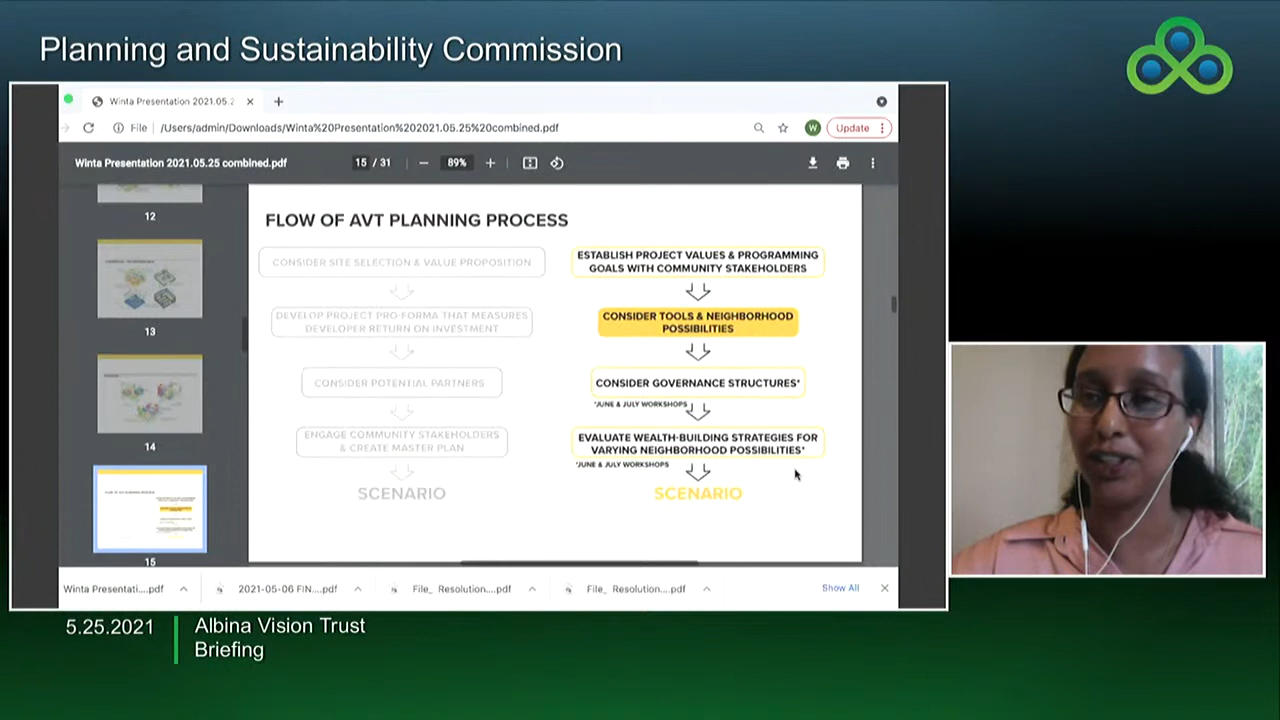 Planning and Sustainability Commission
Winta Presentation 2021.05.2
File /Users/admin/Downloads/Winta%20Presentation%202021.05.25%20combined.pdf
W
Update
Winta Presentation 2021.05.25 combined.pdf
15 / 31
89%
12
13
14
15
FLOW OF AVT PLANNING PROCESS
CONSIDER SITE SELECTION & VALUE PROPOSITION
DEVELOP PROJECT PRO-FORMA THAT MEASURES
DEVELOPER RETURN ON INVESTMENT
CONSIDER POTENTIAL PARTNERS
ENGAGE COMMUNITY STAKEHOLDERS
& CREATE MASTER PLAN
SCENARIO
ESTABLISH PROJECT VALUES & PROGRAMMING
GOALS WITH COMMUNITY STAKEHOLDERS
CONSIDER TOOLS & NEIGHBORHOOD
POSSIBILITIES
CONSIDER GOVERNANCE STRUCTURES*
*JUNE & JULY WORKSHOPS
EVALUATE WEALTH-BUILDING STRATEGIES FOR
VARYING NEIGHBORHOOD POSSIBILITIES*
*JUNE & JULY WORKSHOPS
SCENARIO
Winta Presentati....pdf
2021-05-06 FIN....pdf
File_ Resolution....pdf
File_ Resolution....pdf
Show All
5.25.2021
Albina Vision Trust
Briefing